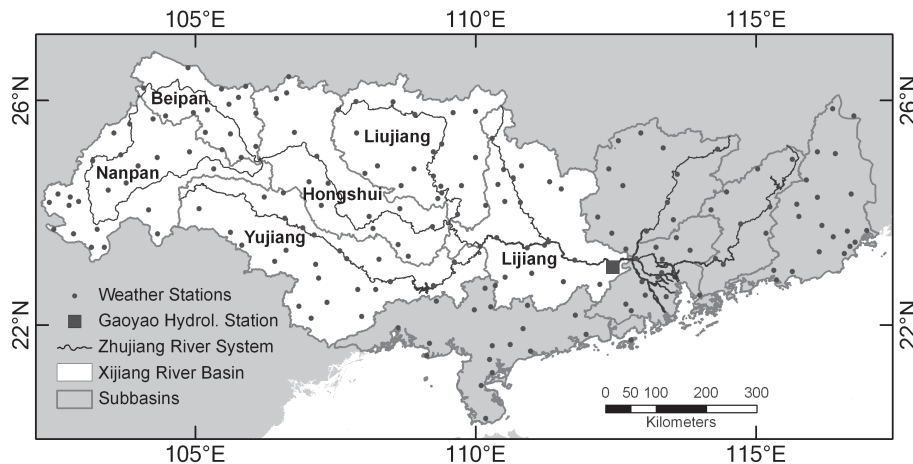 105°E 110°E 115°E
26°N 26°N
Beipan
Liujiang
Nanpan
Hongshui
Yujiang
Lijiang
Weather Stations
Gaoyao Hydrol. Station
22°N 22°N
Zhujiang River System
Xijiang River Basin
Subbasins
0 50 100 200 300
Kilometers
105°E 110°E 115°E